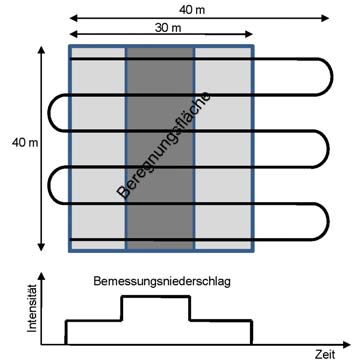 40 m
30 m
40 m
Beregnungsfläche
Bemessungsniederschlag
Intensität
Zeit